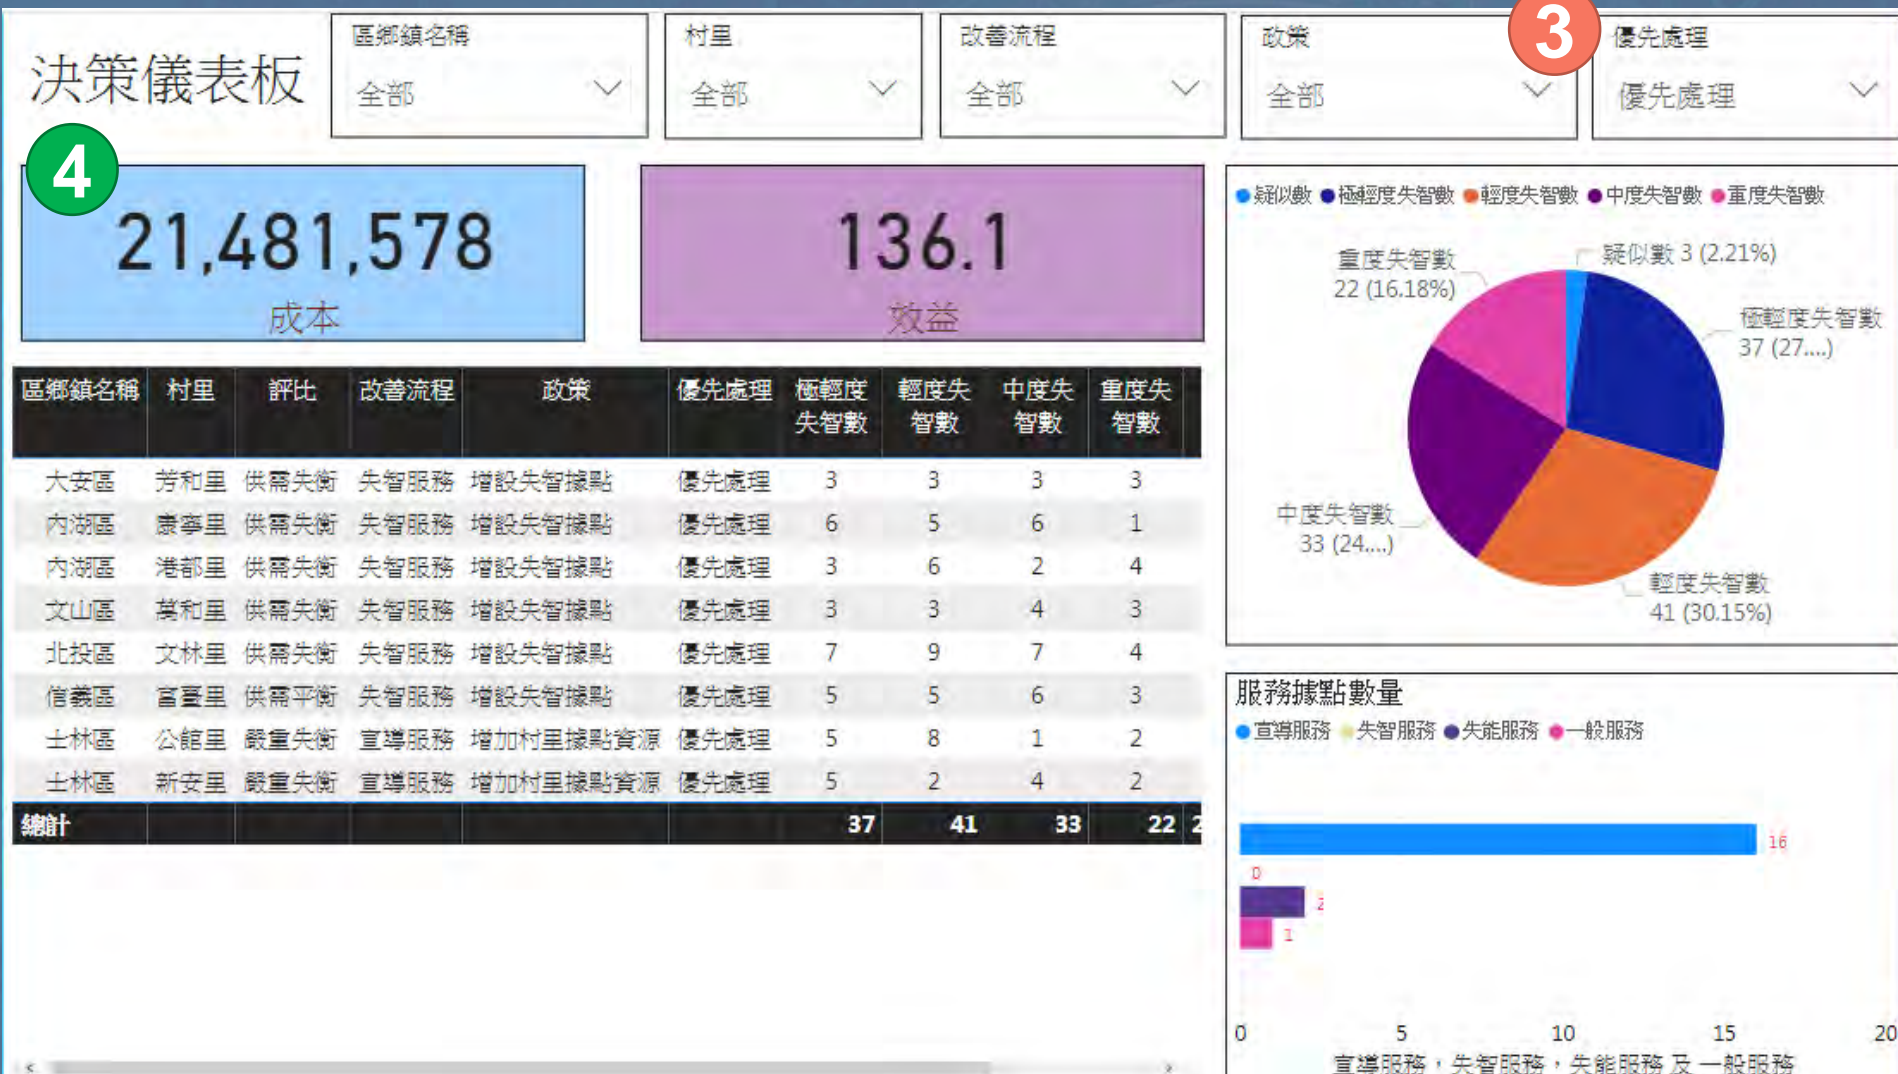 決策儀表板
區鄉鎮名稱
全部
村里
全部
改善流程
全部
政策
全部
3
優先處理
優先處理
4
21,481,578
成本
136.1
效益
疑似數 極輕度失智數 輕度失智數 中度失智數 重度失智數
重度失智數
22 (16.18%)
疑似數 3 (2.21%)
極輕度失智數
37 (27....)
中度失智數
33 (24....)
輕度失智數
41 (30.15%)
區鄉鎮名稱 村里 評比 改善流程 政策 優先處理 極輕度失智數 輕度失智數 中度失智數 重度失智數
大安區 芳和里 供需失衡 失智服務 增設失智據點 優先處理 3 3 3 3
內湖區 康寧里 供需失衡 失智服務 增設失智據點 優先處理 6 5 6 1
內湖區 港都里 供需失衡 失智服務 增設失智據點 優先處理 3 6 2 4
文山區 萬和里 供需失衡 失智服務 增設失智據點 優先處理 3 3 4 3
北投區 文林里 供需失衡 失智服務 增設失智據點 優先處理 7 9 7 4
信義區 富臺里 供需平衡 失智服務 增設失智據點 優先處理 5 5 6 3
士林區 公館里 嚴重失衡 宣導服務 增加村里據點資源 優先處理 5 8 1 2
士林區 新安里 嚴重失衡 宣導服務 增加村里據點資源 優先處理 5 2 4 2
總計 37 41 33 22 2
服務據點數量
宣導服務 失智服務 失能服務 一般服務
16
0
2
1
0 5 10 15 20
宣導服務，失智服務，失能服務 及 一般服務